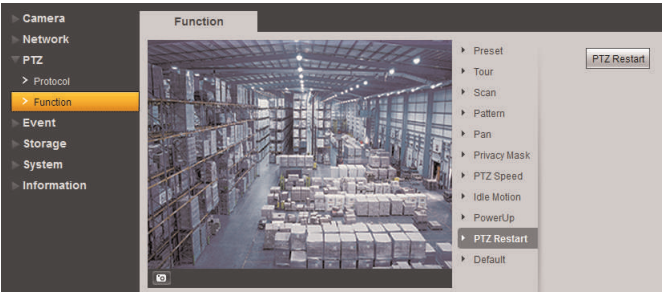 Camera
Network
PTZ
> Protocol
> Function
Event
Storage
System
Information
Function
Preset
Tour
Scan
Pattern
Pan
Privacy Mask
PTZ Speed
Idle Motion
PowerUp
PTZ Restart
Default
PTZ Restart